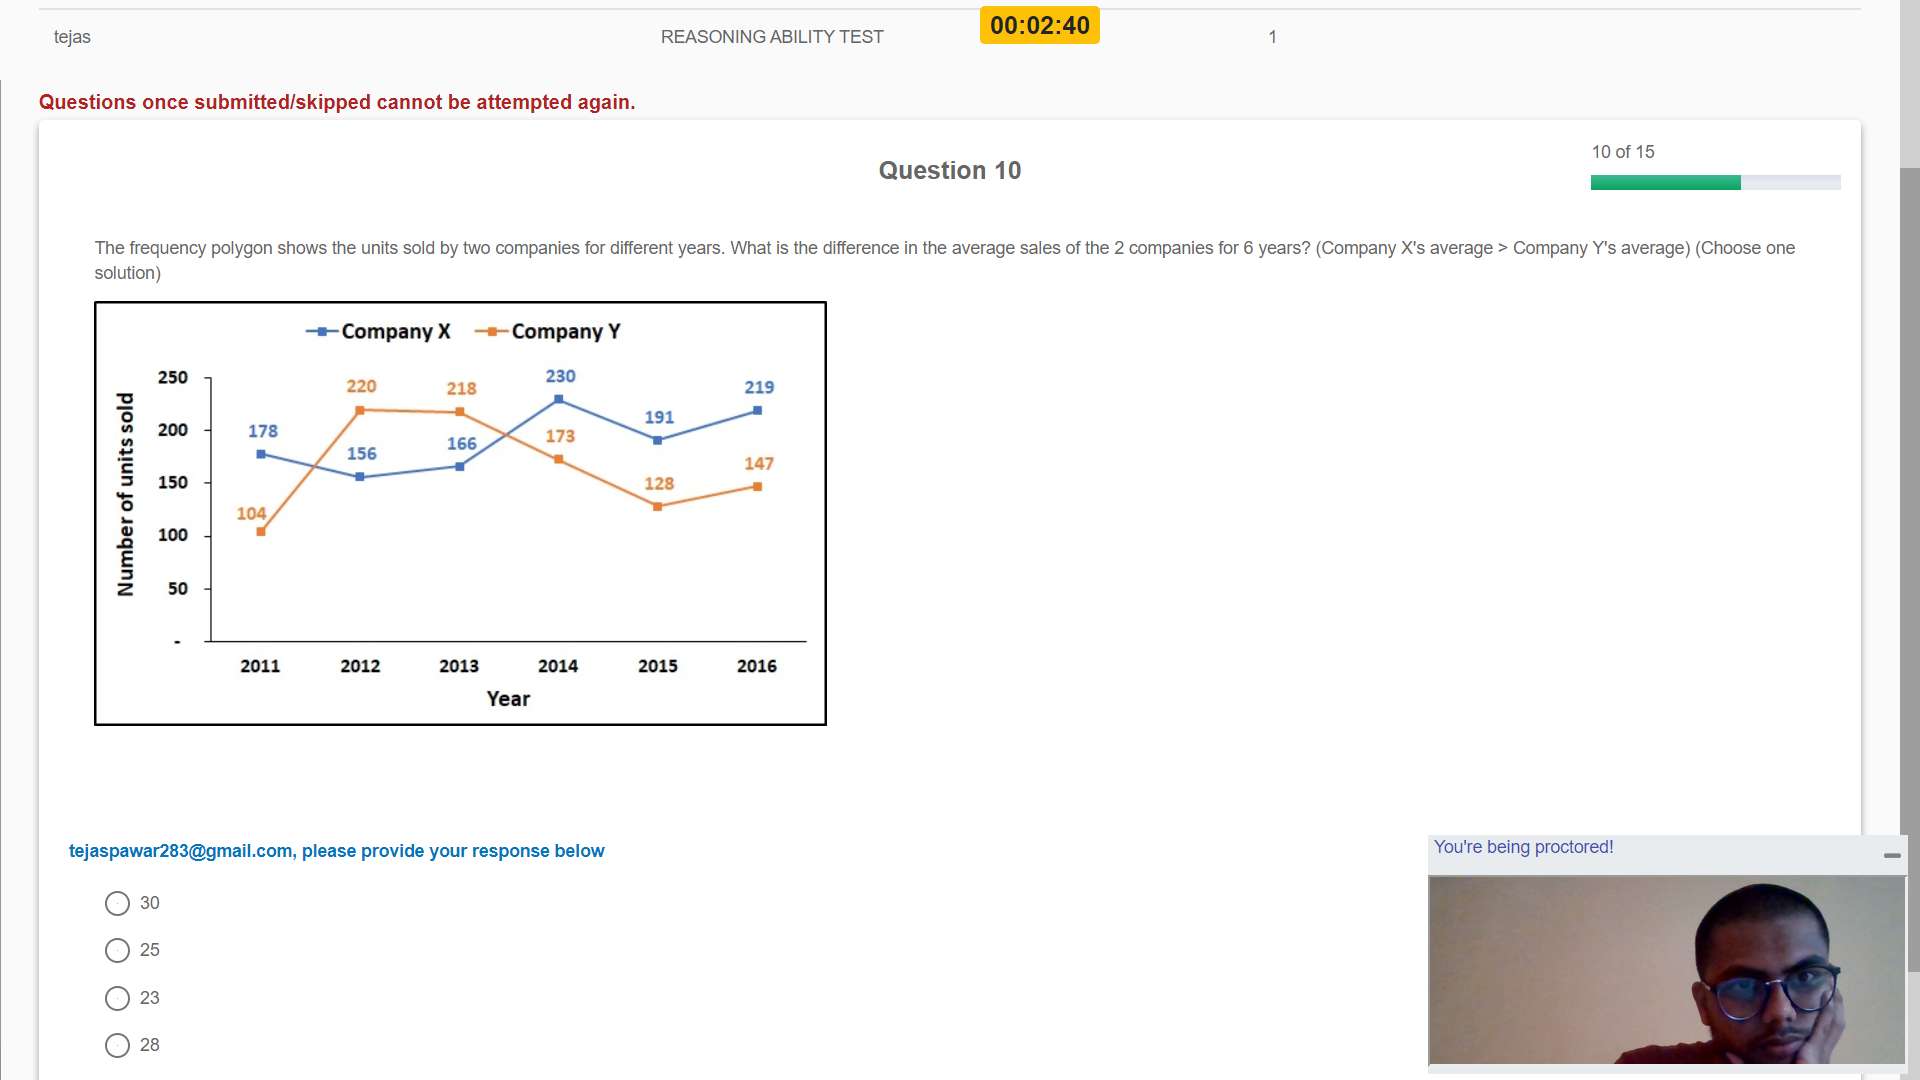 tejas
REASONING ABILITY TEST
00:02:40
1
Questions once submitted/skipped cannot be attempted again.
Question 10
10 of 15
The frequency polygon shows the units sold by two companies for different years. What is the difference in the average sales of the 2 companies for 6 years? (Company X's average > Company Y's average) (Choose one
solution)
Company X Company Y
Number of units sold
250
200
150
100
50
-
178 156 166 230 191 219
104 220 218 173 128 147
2011 2012 2013 2014 2015 2016
Year
tejaspawar283@gmail.com, please provide your response below
30
25
23
28
You're being proctored!